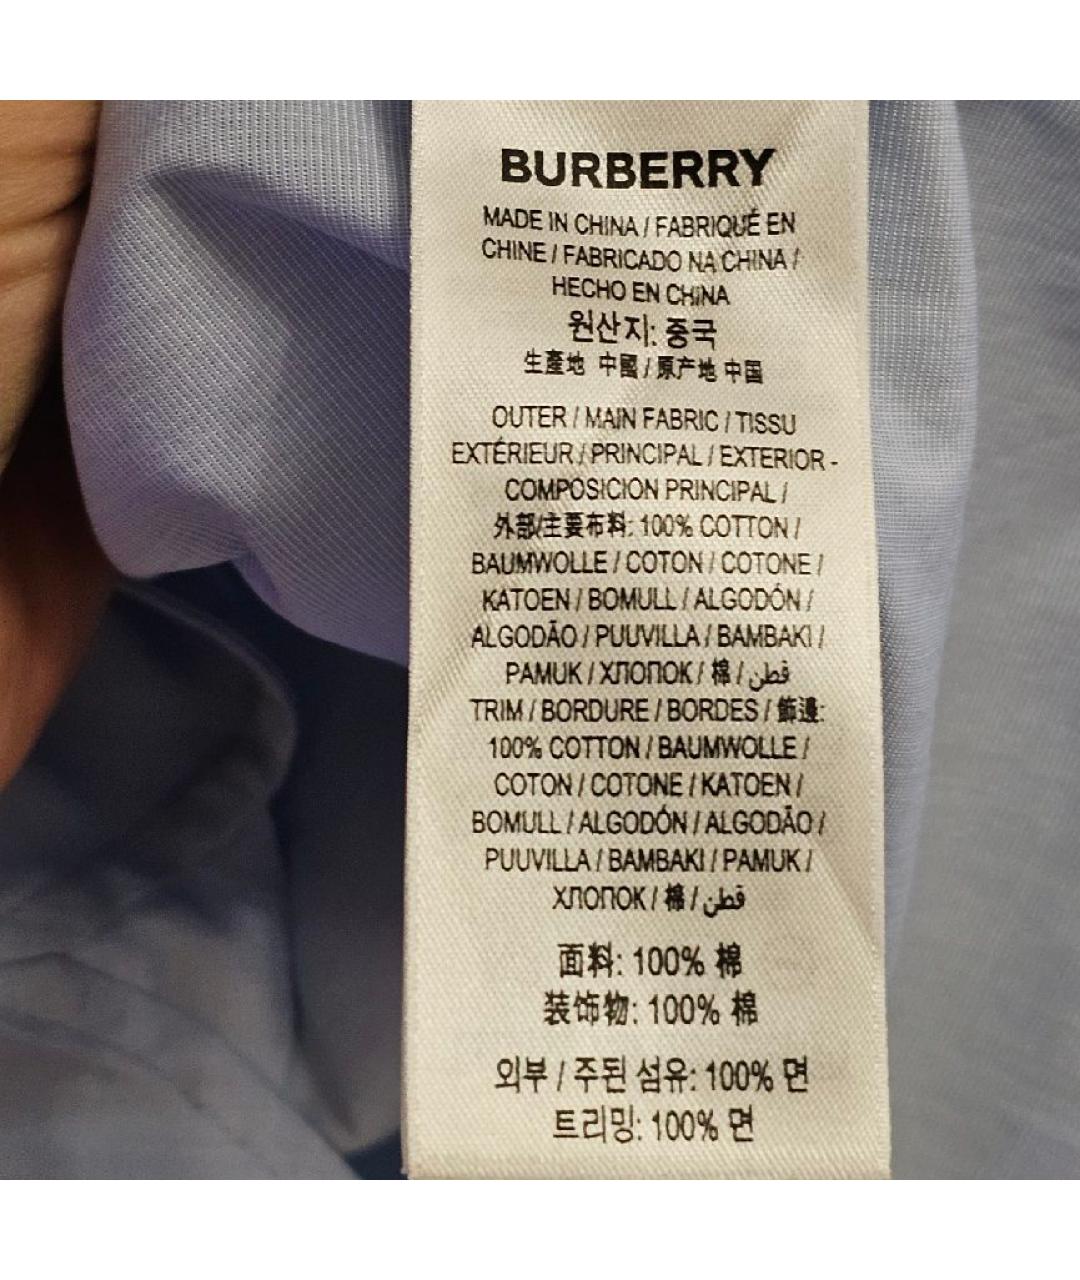 BURBERRY
MADE IN CHINA / FABRIQUÉ EN
CHINE / FABRICADO NA CHINA /
HECHO EN CHINA
원산지: 중국
生產地 中國 / 原产地 中国
OUTER / MAIN FABRIC / TISSU
EXTÉRIEUR / PRINCIPAL / EXTERIOR -
COMPOSICION PRINCIPAL /
外部/主要布料: 100% COTTON /
BAUMWOLLE / COTON / COTONE /
KATOEN / BOMULL / ALGODÓN /
ALGODÃO / PUUVILLA / BAMBAKI /
PAMUK / ХЛОПОК / 棉 / قطن
TRIM / BORDURE / BORDES / 飾邊:
100% COTTON / BAUMWOLLE /
COTON / COTONE / KATOEN /
BOMULL / ALGODÓN / ALGODÃO /
PUUVILLA / BAMBAKI / PAMUK /
ХЛОПОК / 棉 / قطن
面料: 100% 棉
装饰物: 100% 棉
외부 / 주된 섬유: 100% 면
트리밍: 100% 면